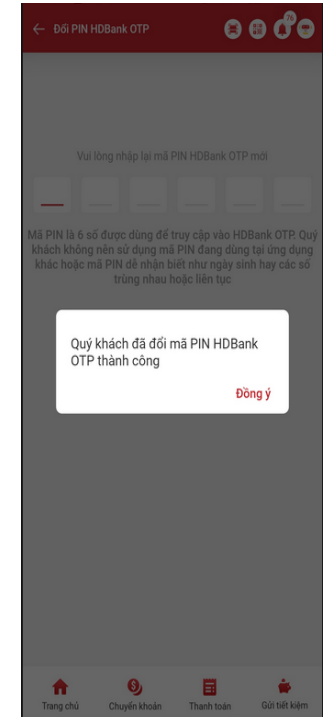 Đổi PIN HDBank OTP
76
Vui lòng nhập lại mã PIN HDBank OTP mới
Mã PIN là 6 số được dùng để truy cập vào HDBank OTP. Quý
khách không nên sử dụng mã PIN đang dùng tại ứng dụng
khác hoặc mã PIN dễ nhận biết như ngày sinh hay các số
trùng nhau hoặc liên tục
Quý khách đã đổi mã PIN HDBank
OTP thành công
Đồng ý
Trang chủ Chuyển khoản Thanh toán Gửi tiết kiệm